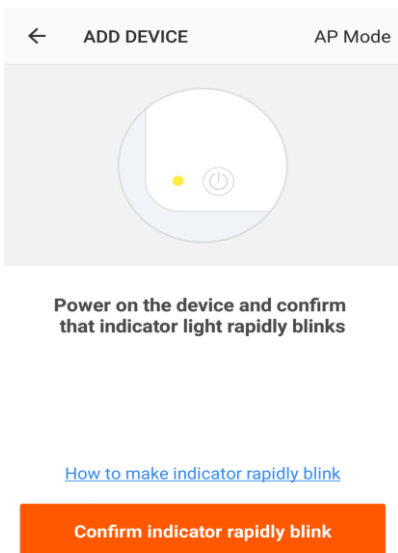 ADD DEVICE
AP Mode
Power on the device and confirm
that indicator light rapidly blinks
How to make indicator rapidly blink
Confirm indicator rapidly blink